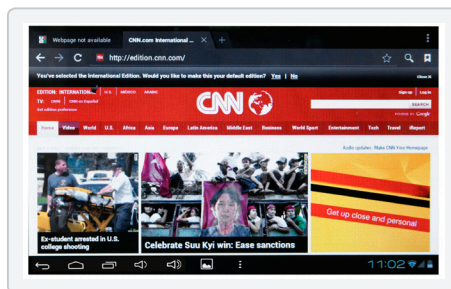 Webpage not available
CNN.com International ...
http://edition.cnn.com/
You've selected the International Edition. Would you like to make this your default edition? Yes | No
Close X
EDITION: INTERNATIONAL
U.S.
MÉXICO
ARABIC
TV: CNN
CNN en Español
Set edition preference
Sign up
Log in
CNN
SEARCH
POWERED BY Google
Home
Video
World
U.S.
Africa
Asia
Europe
Latin America
Middle East
Business
World Sport
Entertainment
Tech
Travel
iReport
Audio updates
Make CNN Your Homepage
Ex-student arrested in U.S.
college shooting
Celebrate Suu Kyi win: Ease sanctions
Get up close and personal
11:02